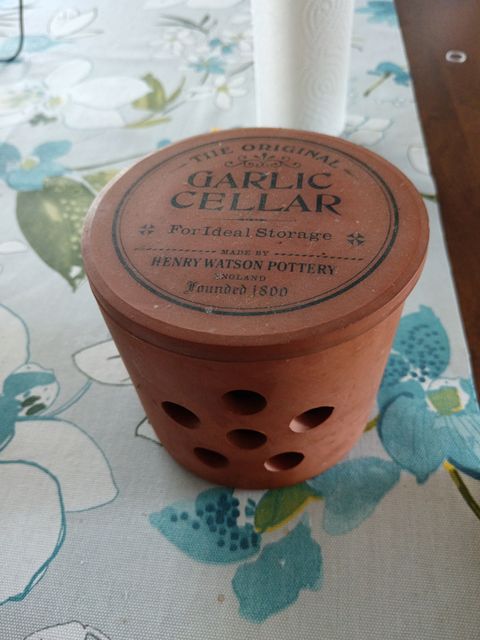 THE ORIGINAL
GARLIC
CELLAR
For Ideal Storage
MADE BY
HENRY WATSON POTTERY
ENGLAND
Founded 1800